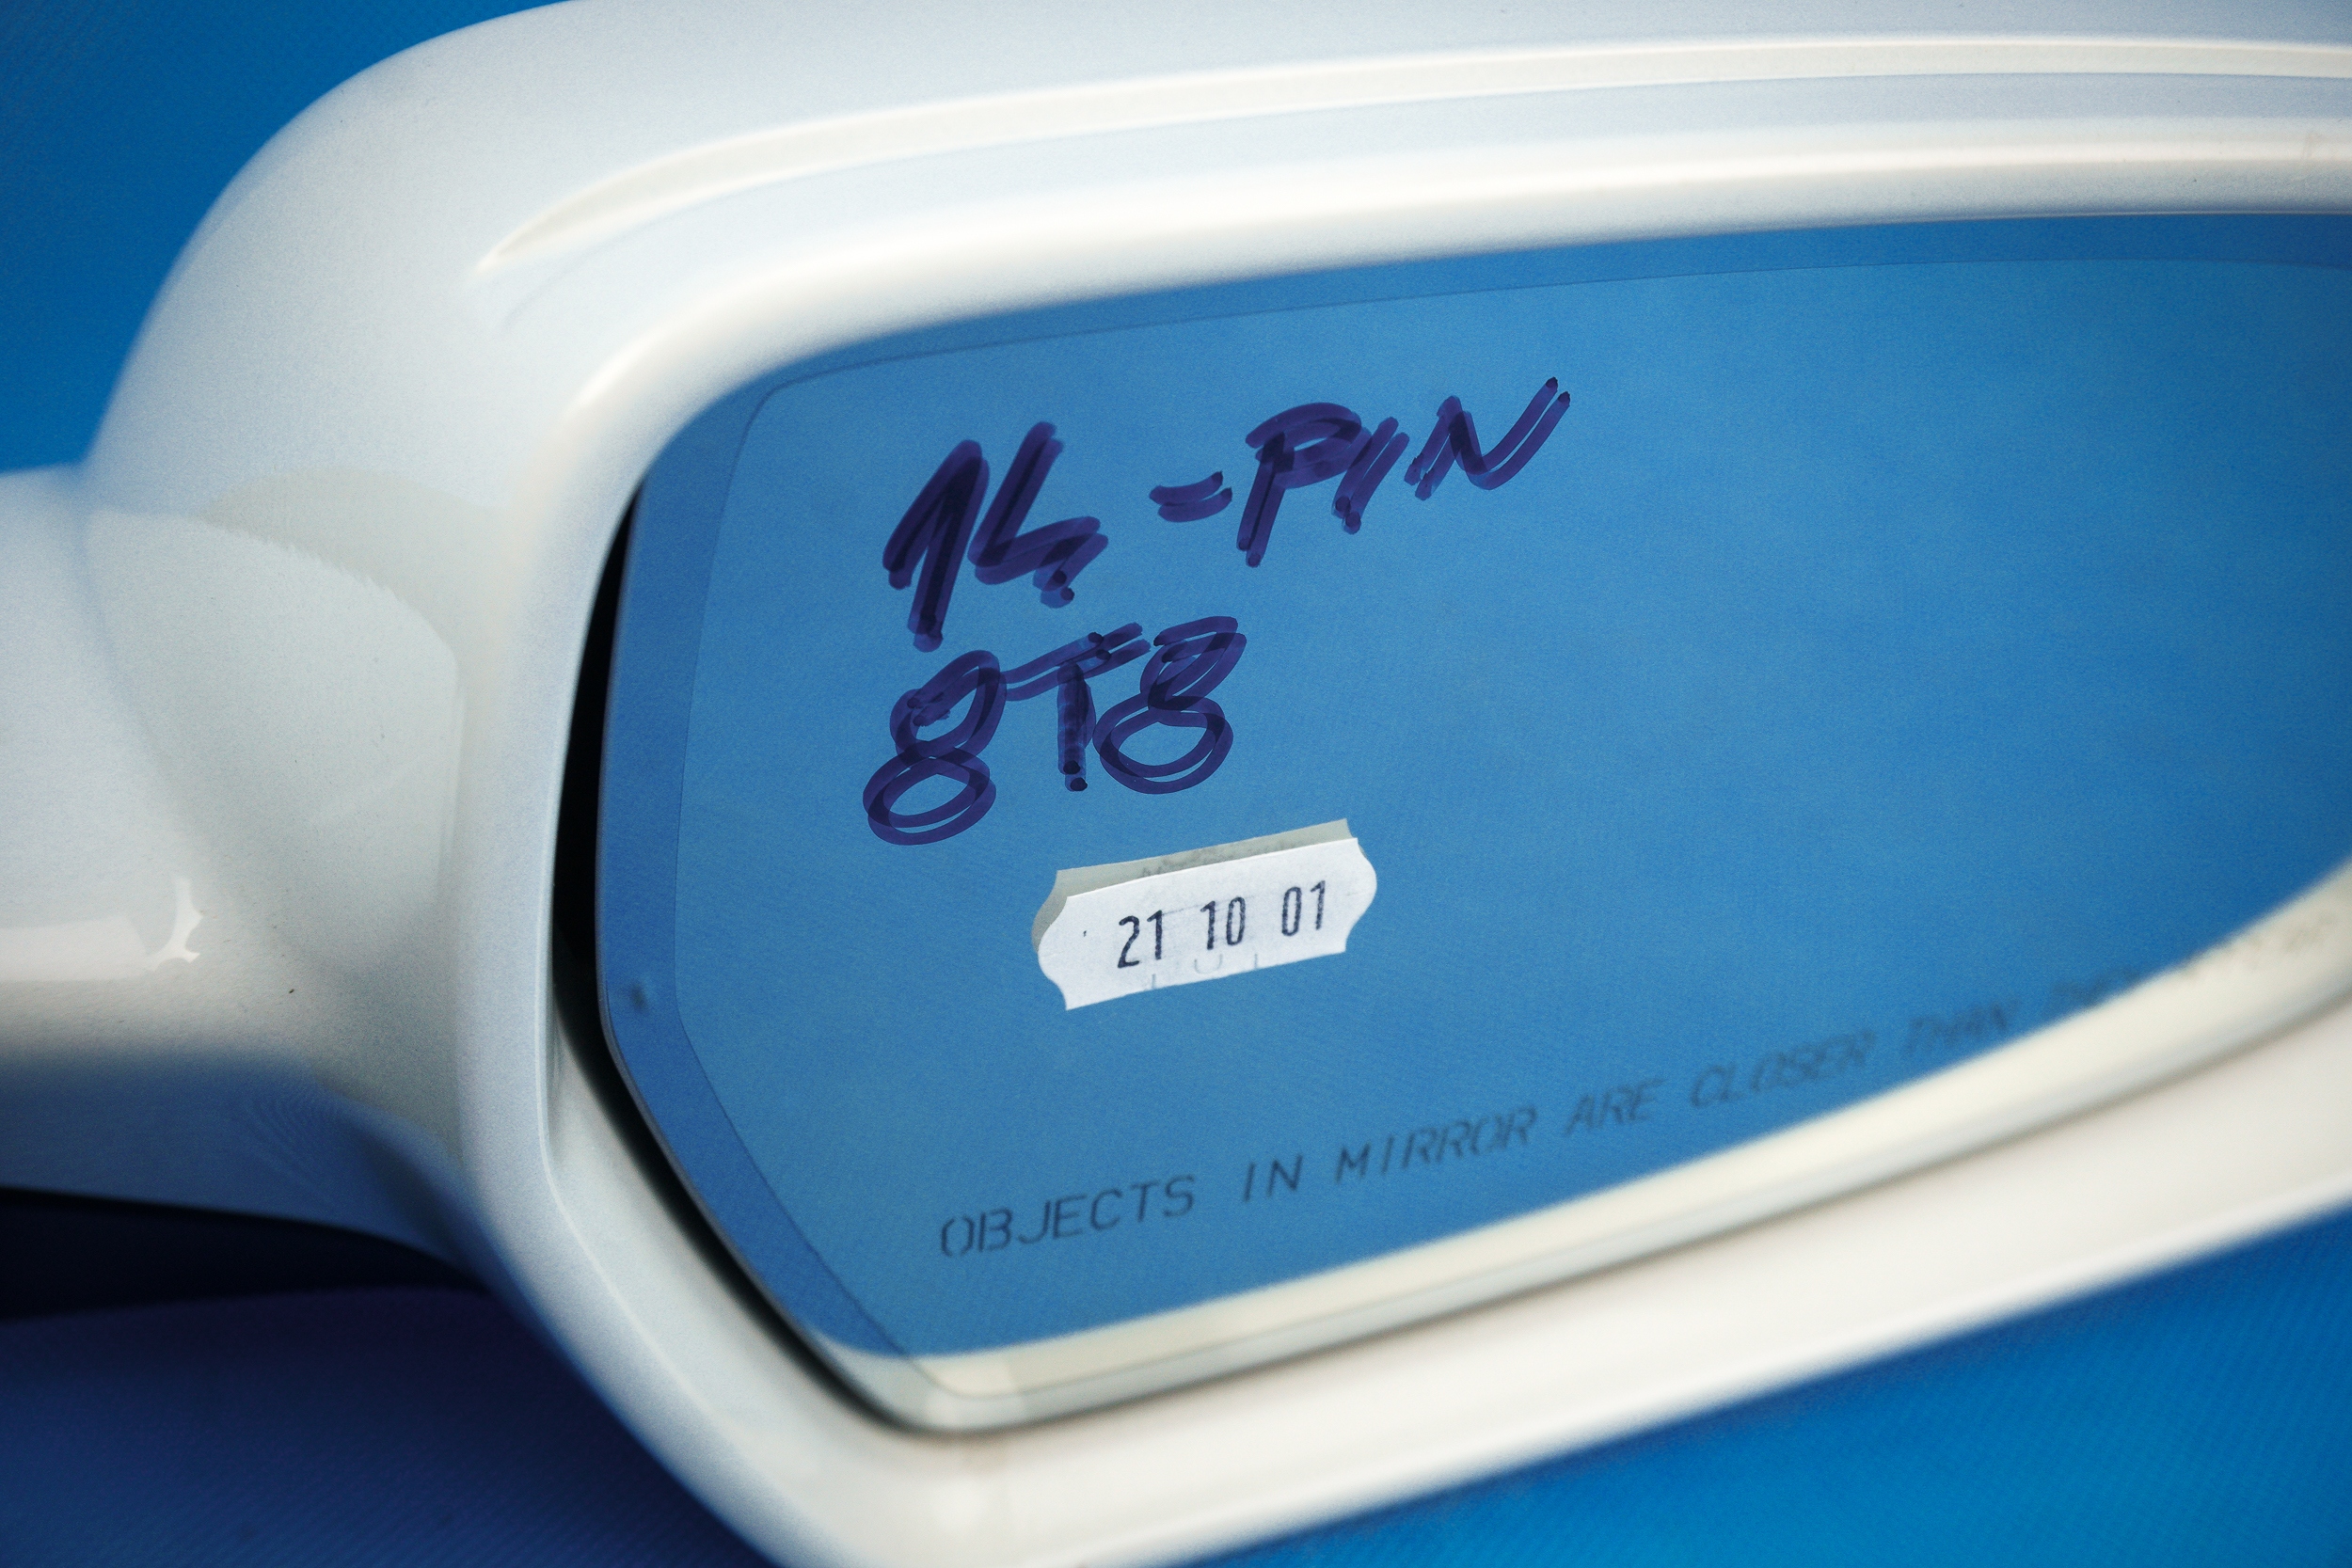 14-PIN
8T8
21 10 01
OBJECTS IN MIRROR ARE CLOSER THAN